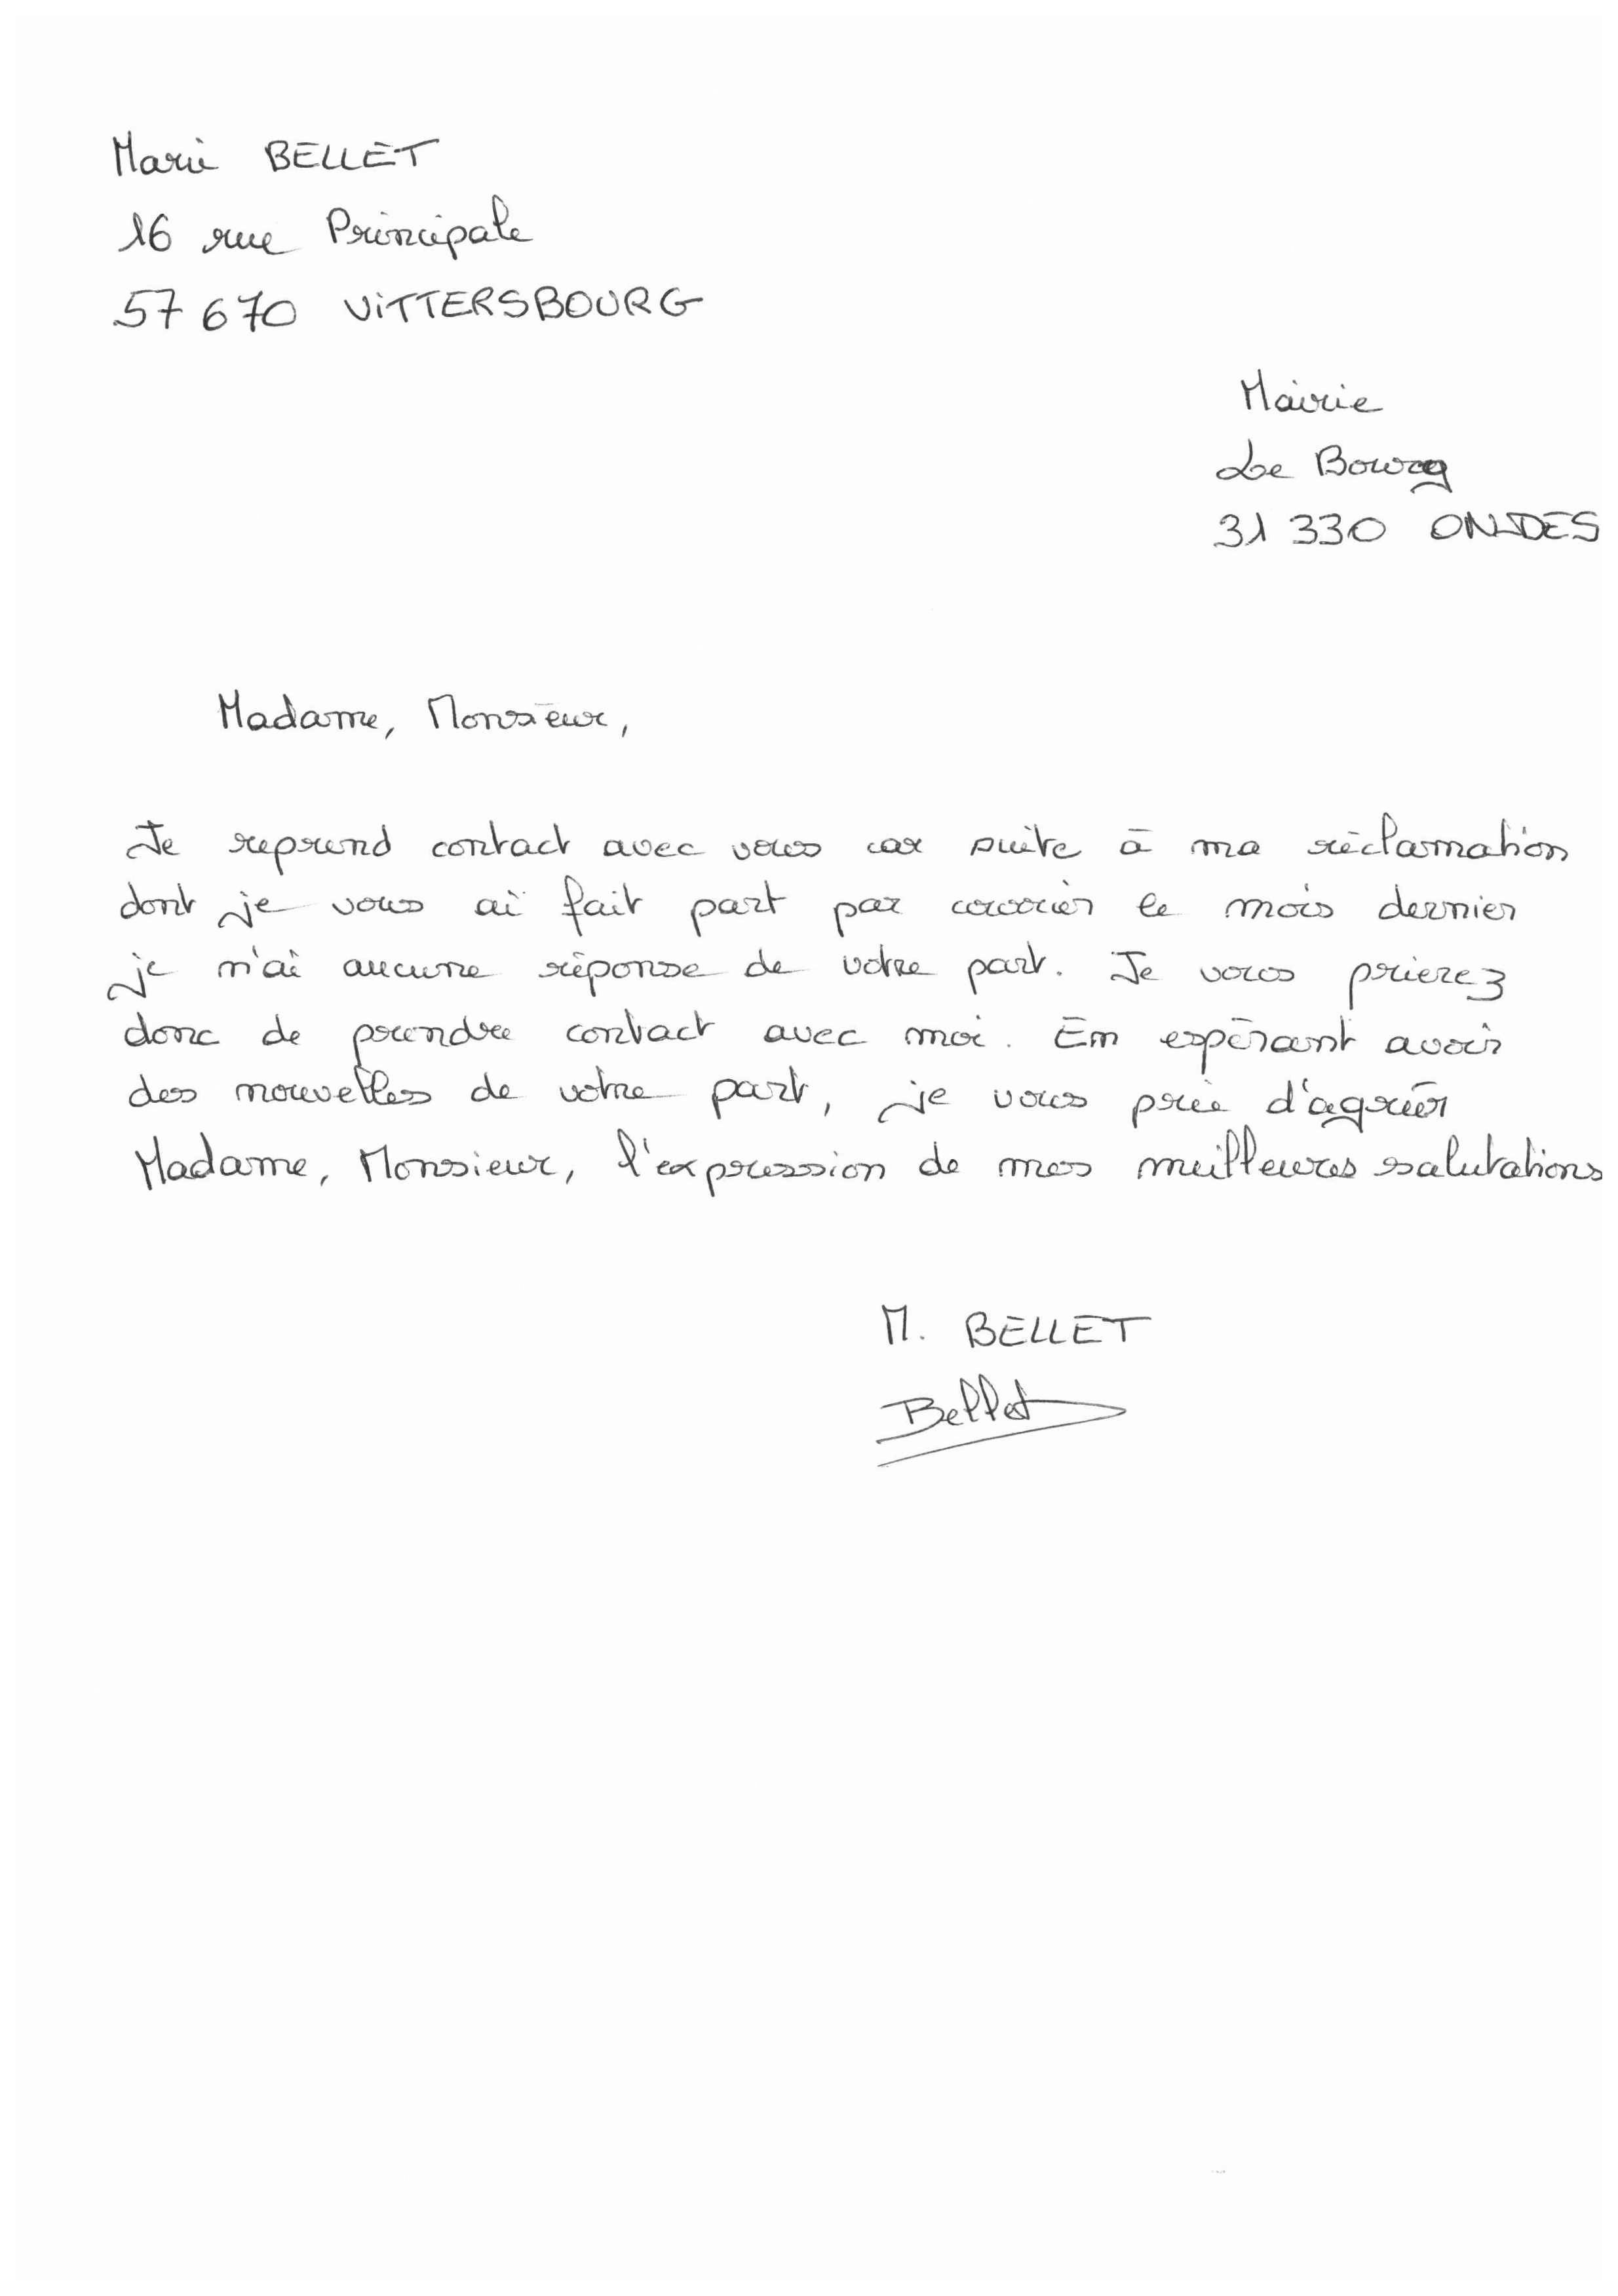 Marie BELLET
16 rue Principale
57 670 ViTTERSBOURG
Mairie
Le Bourg
31 330 ONDES
Madame, Monsieur,
Je reprend contact avec vous car suite à ma réclamation
dont je vous ai fait part par courrier le mois dernier
je n'ai aucune réponse de votre part. Je vous prierez
donc de prendre contact avec moi. En espérant avoir
des nouvelles de votre part, je vous prie d'agréer
Madame, Monsieur, l'expression de mes meilleures salutations
M. BELLET
Bellet